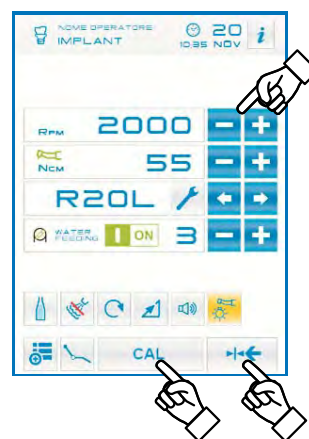 NOME OPERATORE
IMPLANT
20
10:35 NOV
i
RPM 2000 - +
NCM 55 - +
R20L
WATER
FEEDING I ON 3 - +
CAL